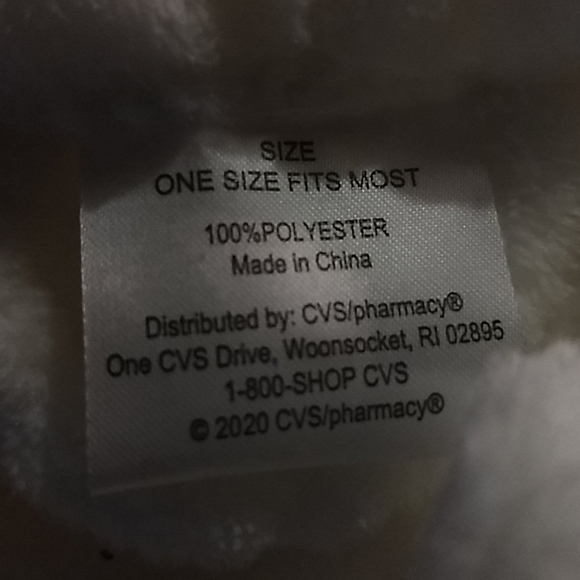 SIZE
ONE SIZE FITS MOST
100%POLYESTER
Made in China
Distributed by: CVS/pharmacy®
One CVS Drive, Woonsocket, RI 02895
1-800-SHOP CVS
© 2020 CVS/pharmacy®